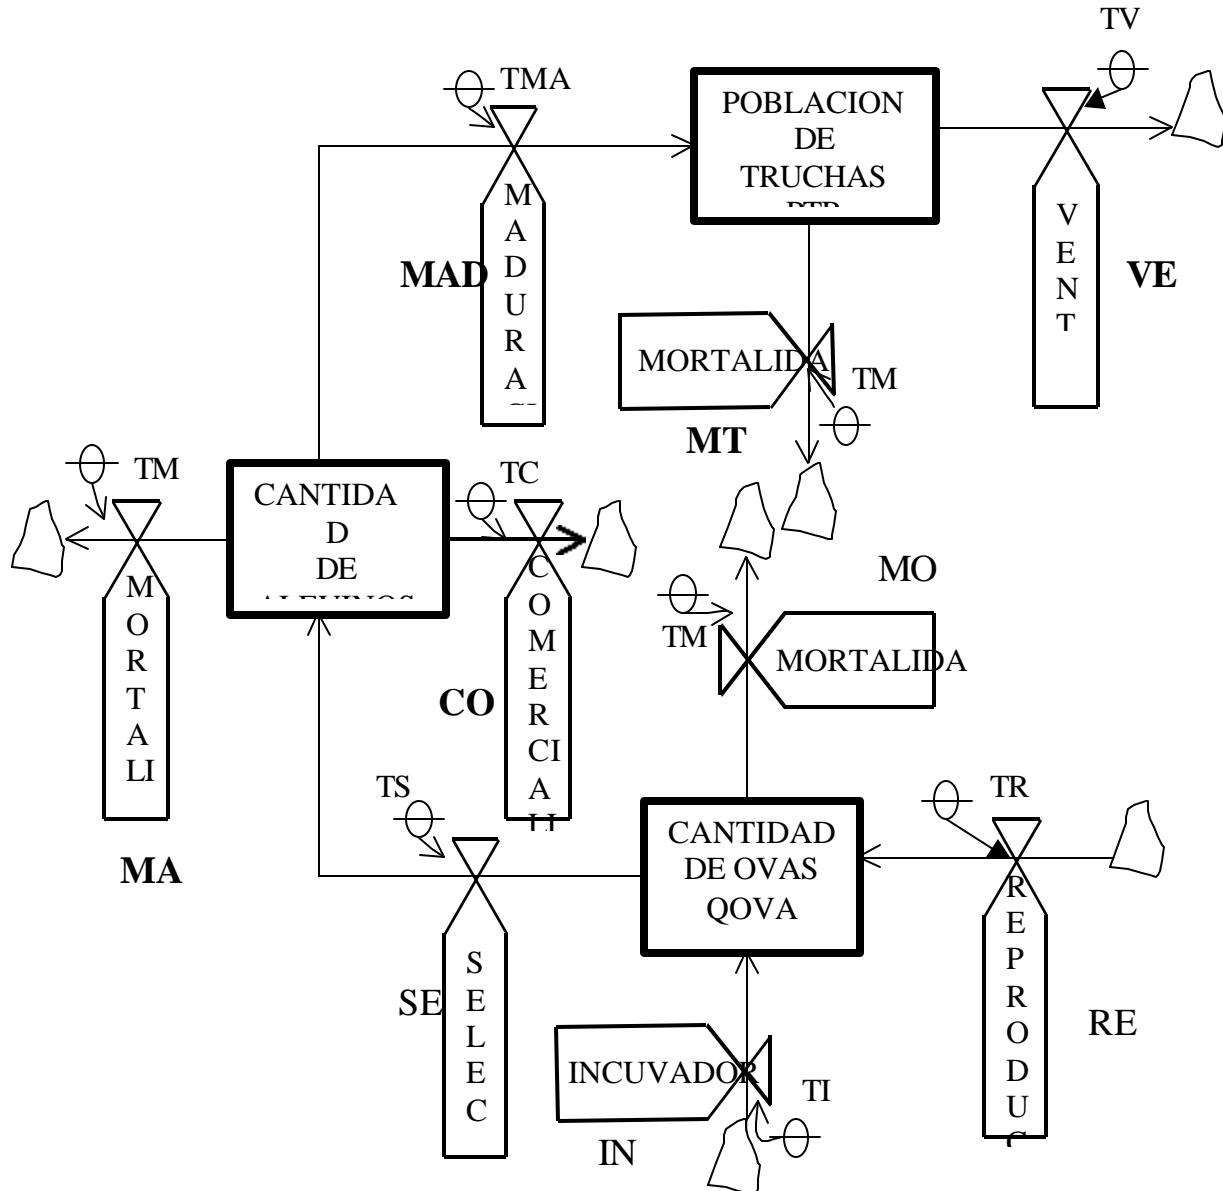 TV
TMA
POBLACION
DE
TRUCHAS
M
A
D
U
R
A
MAD
V
E
N
T
VE
MORTALIDA
TM
MT
TM
CANTIDA
D
DE
ALEVINOS
TC
M
O
R
T
A
LI
MA
C
O
M
E
R
CI
A
CO
MO
TM
MORTALIDA
TS
CANTIDAD
DE OVAS
QOVA
TR
S
E
L
E
C
SE
R
E
P
R
O
D
U
RE
INCUVADOR
TI
IN